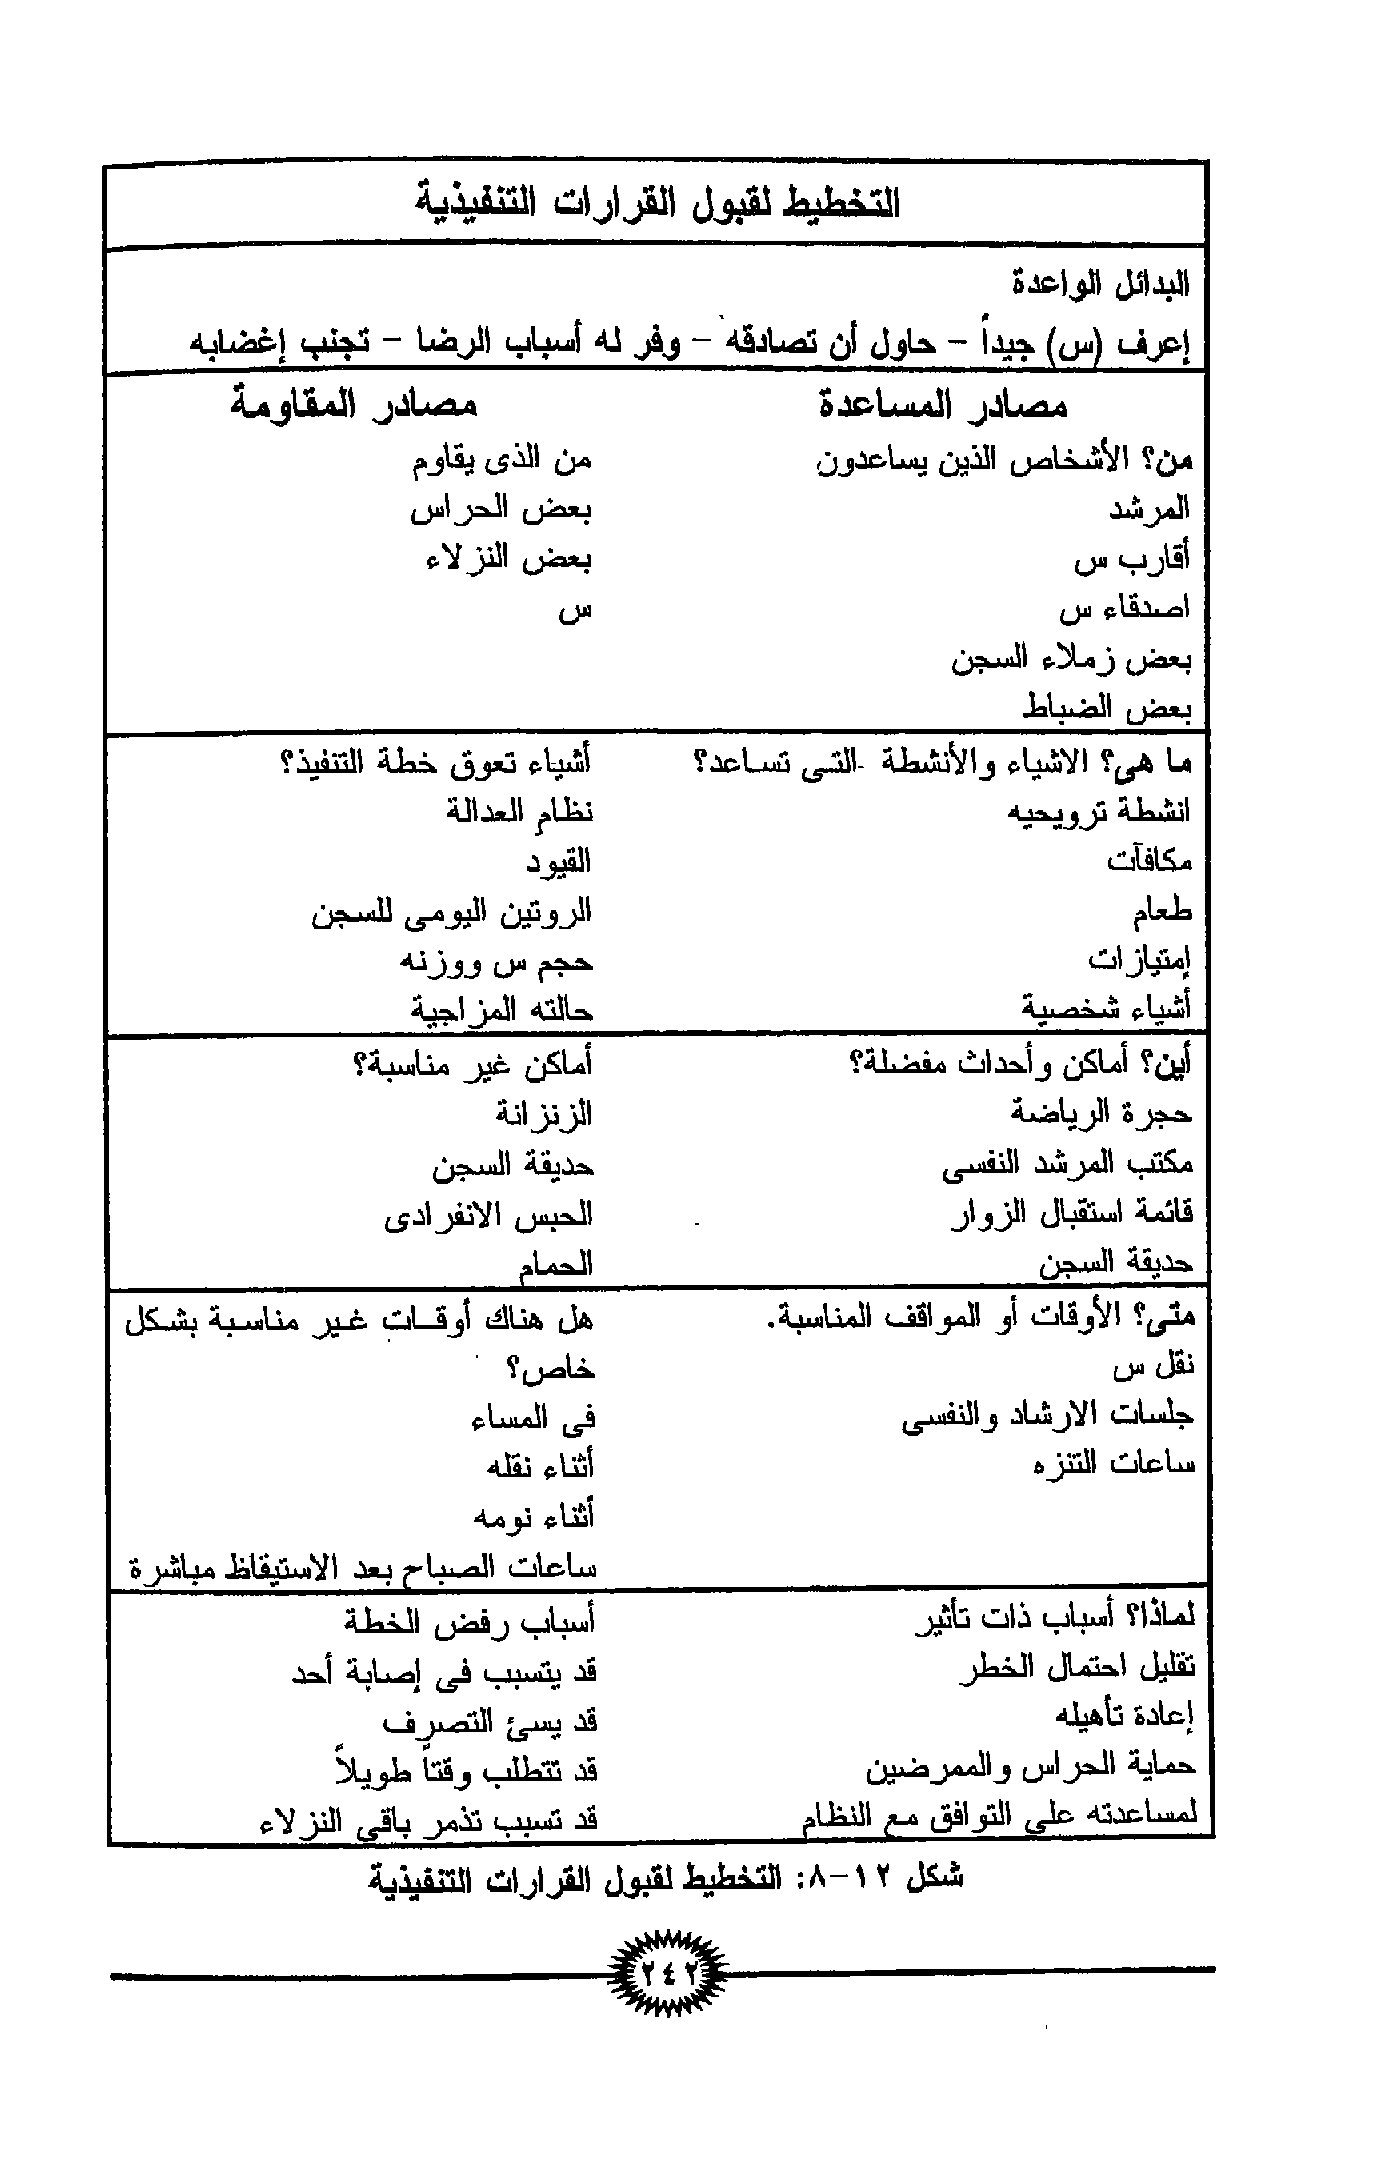 التخطيط لقبول القرارات التنفيذية
البدائل الواعدة
إعرف (س) جيداً – حاول أن تصادقه – وفر له أسباب الرضا – تجنب إغضابه
مصادر المساعدة مصادر المقاومة
من؟ الأشخاص الذين يساعدون من الذى يقاوم
المرشد بعض الحراس
أقارب س بعض النزلاء
اصدقاء س س
بعض زملاء السجن
بعض الضباط
ما هى؟ الاشياء والأنشطة التى تساعد؟ أشياء تعوق خطة التنفيذ؟
انشطة ترويحيه نظام العدالة
مكافآت القيود
طعام الروتين اليومى للسجن
إمتيازات حجم س ووزنه
أشياء شخصية حالته المزاجية
أين؟ أماكن وأحداث مفضلة؟ أماكن غير مناسبة؟
حجرة الرياضة الزنزانة
مكتب المرشد النفسى حديقة السجن
قائمة استقبال الزوار الحبس الانفرادى
حديقة السجن الحمام
متى؟ الأوقات أو المواقف المناسبة. هل هناك أوقات غير مناسبة بشكل
نقل س خاص؟
جلسات الارشاد والنفسى فى المساء
ساعات التنزه أثناء نقله
أثناء نومه
ساعات الصباح بعد الاستيقاظ مباشرة
لماذا؟ أسباب ذات تأثير أسباب رفض الخطة
تقليل احتمال الخطر قد يتسبب فى إصابة أحد
إعادة تأهيله قد يسئ التصرف
حماية الحراس والممرضين قد تتطلب وقتاً طويلاً
لمساعدته على التوافق مع النظام قد تسبب تذمر باقى النزلاء
شكل ١٢-٨: التخطيط لقبول القرارات التنفيذية
٢٤٢